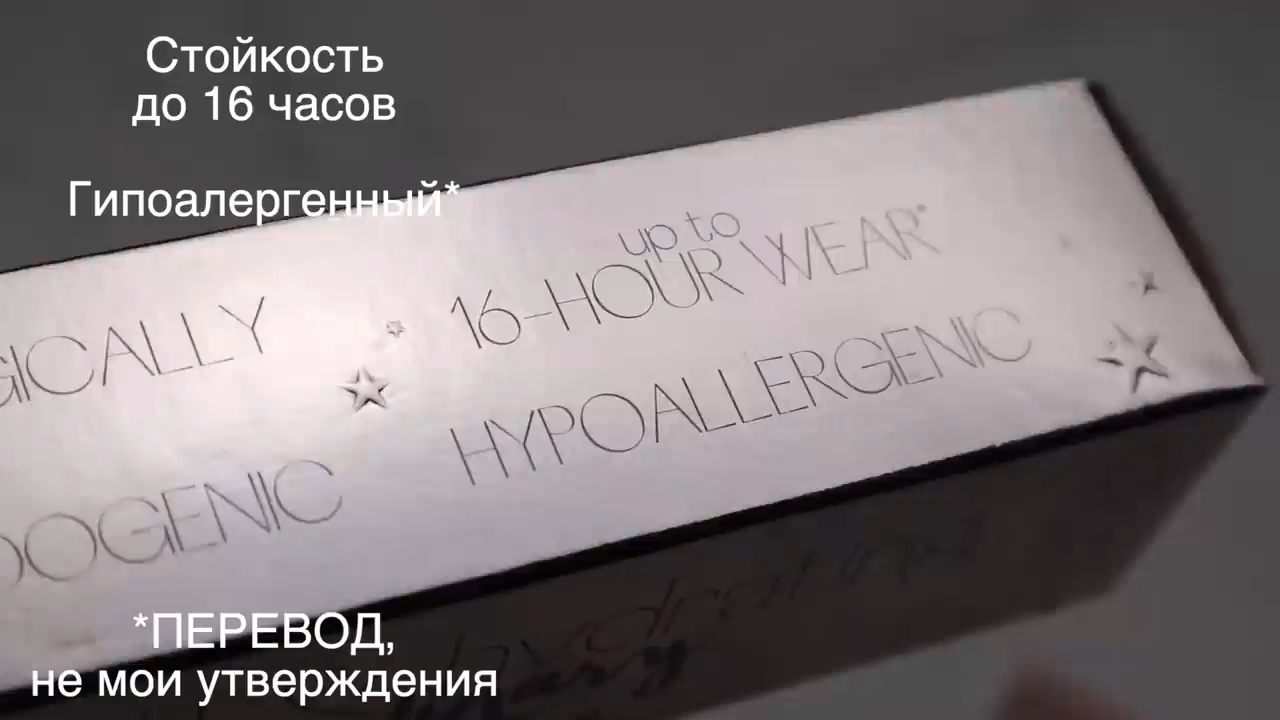 Стойкость
до 16 часов
Гипоалергенный*
up to
16-HOUR WEAR*
HYPOALLERGENIC
GICALLY
OGENIC
*ПЕРЕВОД,
не мои утверждения